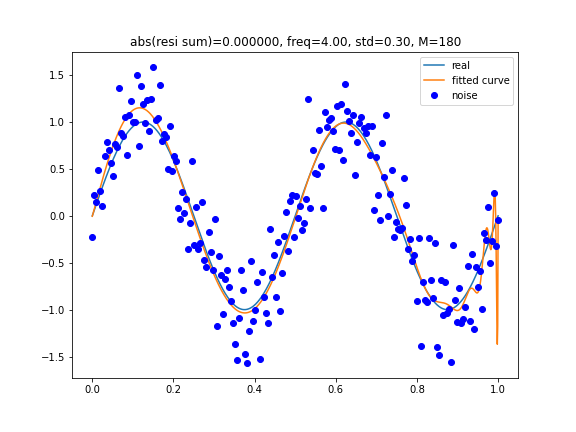 abs(resi sum)=0.000000, freq=4.00, std=0.30, M=180
real
fitted curve
noise
1.5
1.0
0.5
0.0
−0.5
−1.0
−1.5
0.0 0.2 0.4 0.6 0.8 1.0